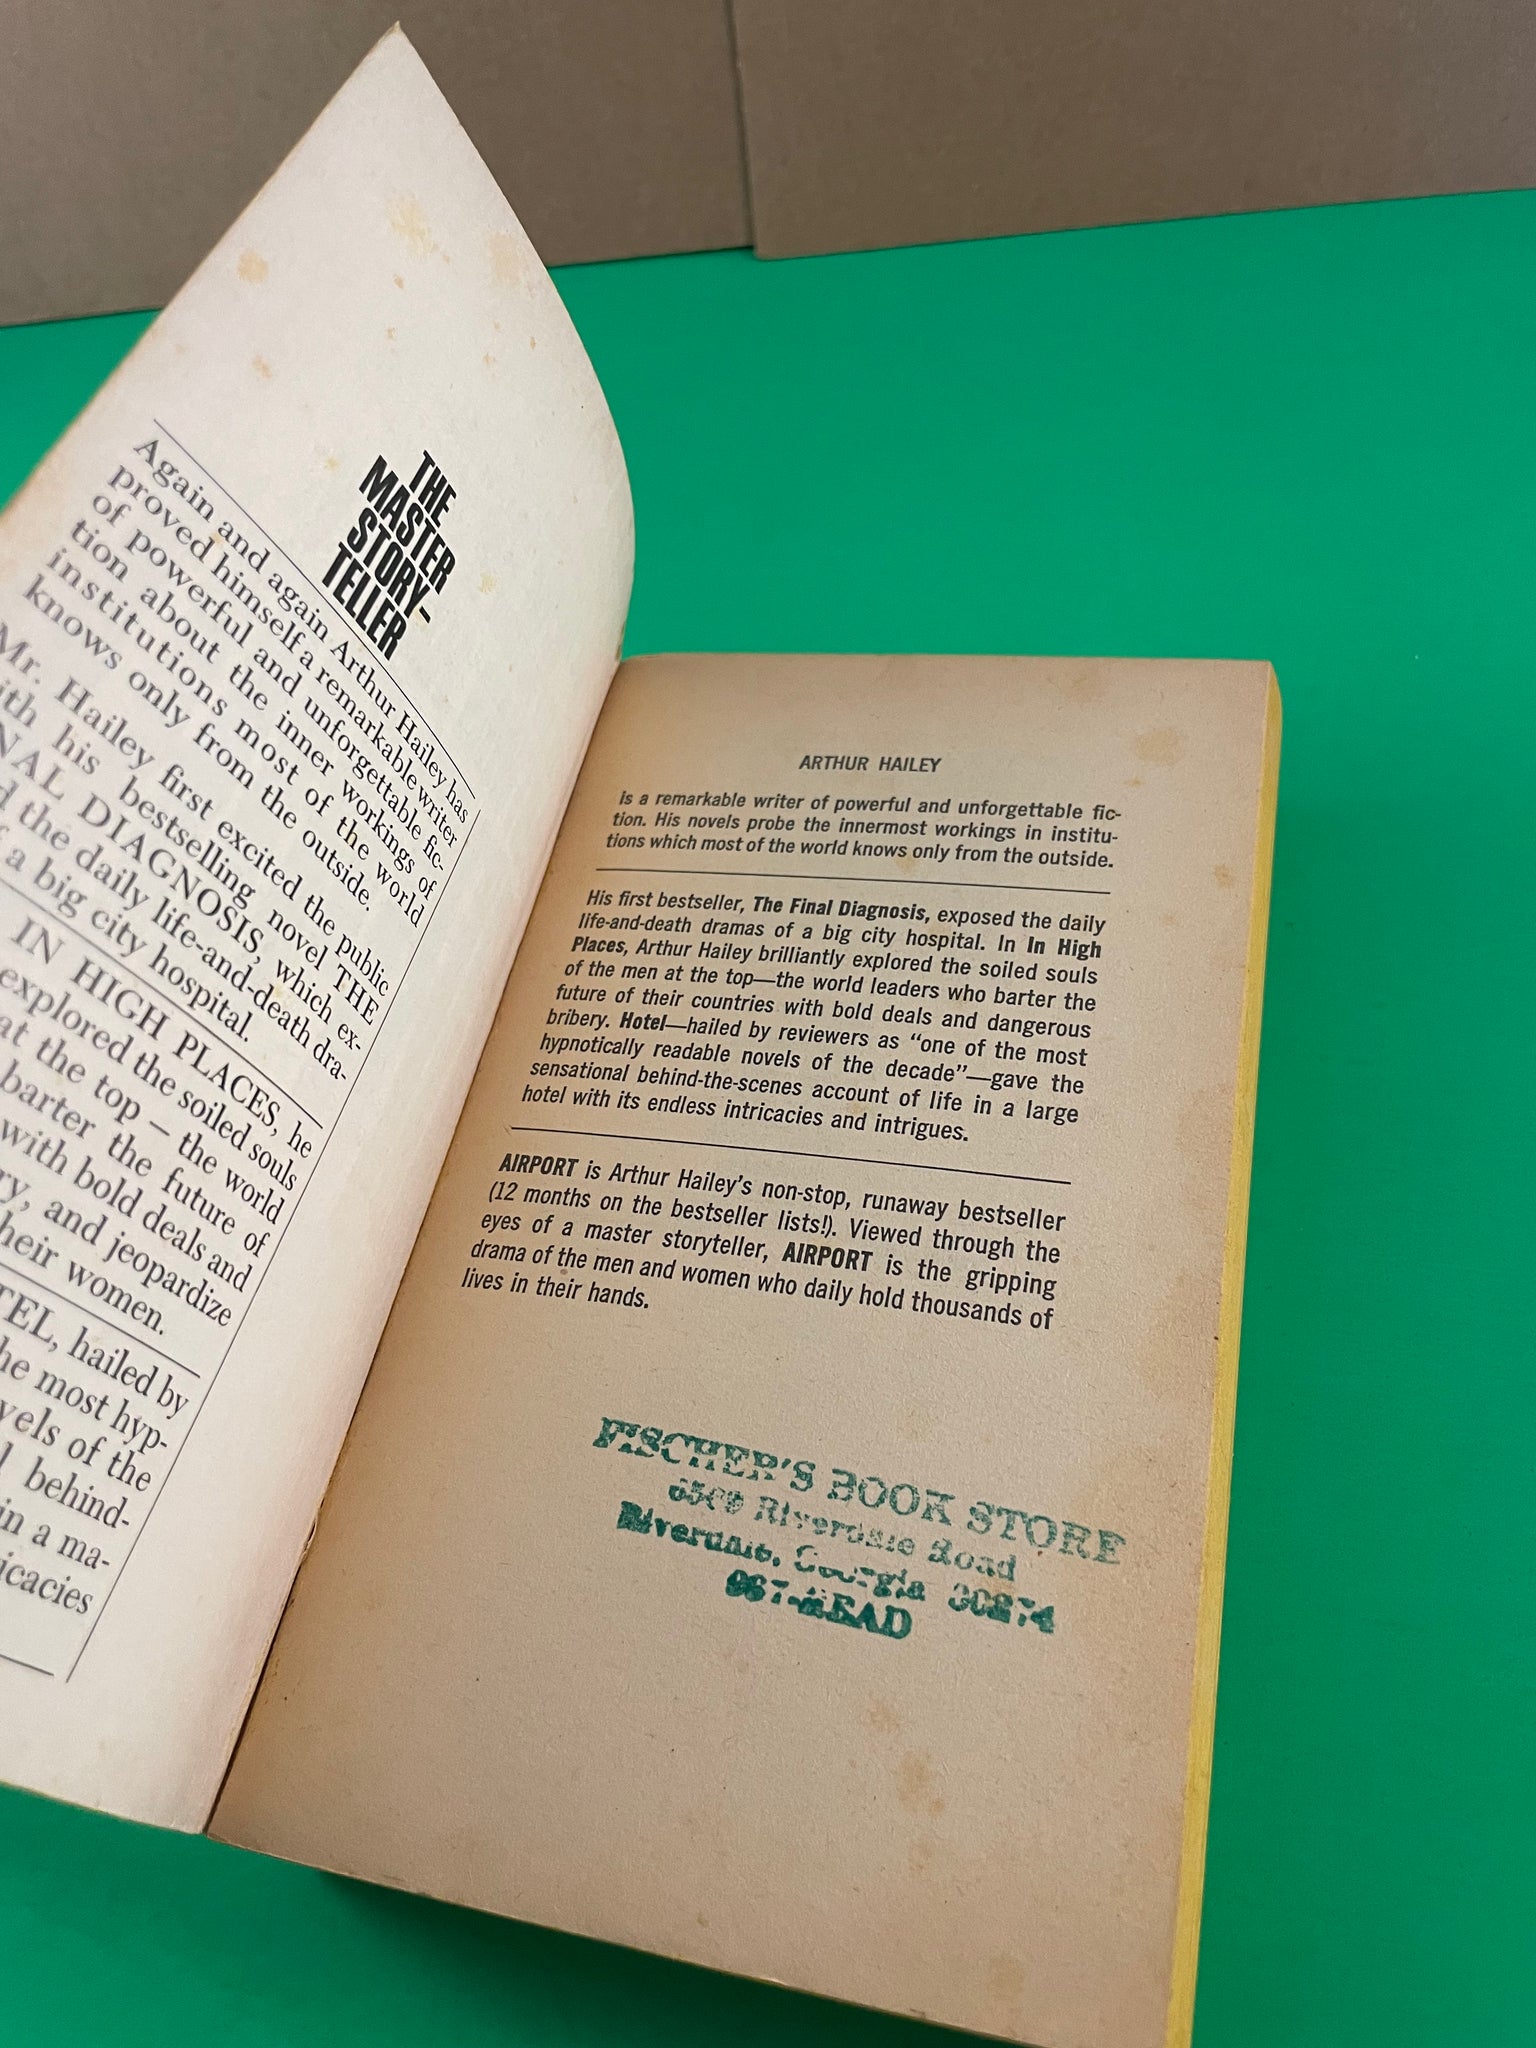 THE
MASTER
STORY-
TELLER
Again and again Arthur Hailey has
proved himself a remarkable writer
of powerful and unforgettable fic-
tion about the inner workings of
institutions most of the world
knows only from the outside.
Mr. Hailey first excited the public
with his bestselling novel THE
NAL DIAGNOSIS, which ex-
the daily life-and-death dra-
a big city hospital.
IN HIGH PLACES, he
explored the soiled souls
at the top — the world
barter the future of
with bold deals and
ry, and jeopardize
heir women.
TEL, hailed by
he most hyp-
vels of the
behind-
in a ma-
icacies
ARTHUR HAILEY
is a remarkable writer of powerful and unforgettable fic-
tion. His novels probe the innermost workings in institu-
tions which most of the world knows only from the outside.
His first bestseller, The Final Diagnosis, exposed the daily
life-and-death dramas of a big city hospital. In In High
Places, Arthur Hailey brilliantly explored the soiled souls
of the men at the top—the world leaders who barter the
future of their countries with bold deals and dangerous
bribery. Hotel—hailed by reviewers as “one of the most
hypnotically readable novels of the decade”—gave the
sensational behind-the-scenes account of life in a large
hotel with its endless intricacies and intrigues.
AIRPORT is Arthur Hailey’s non-stop, runaway bestseller
(12 months on the bestseller lists!). Viewed through the
eyes of a master storyteller, AIRPORT is the gripping
drama of the men and women who daily hold thousands of
lives in their hands.
FISCHER'S BOOK STORE
Riverdale Road
Riverdale, Georgia 30274
967-READ